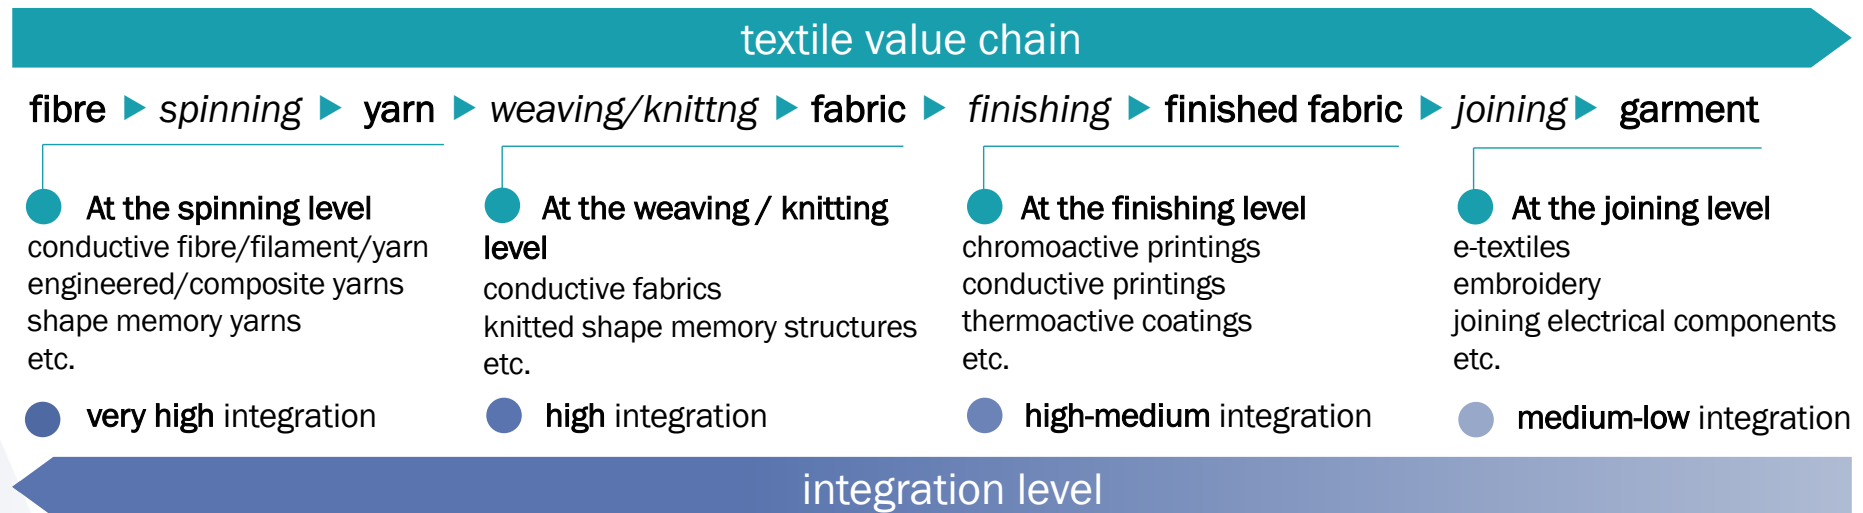 textile value chain
fibre spinning yarn weaving/knittng fabric finishing finished fabric joining garment
At the spinning level
conductive fibre/filament/yarn
engineered/composite yarns
shape memory yarns
etc.
very high integration
At the weaving / knitting
level
conductive fabrics
knitted shape memory structures
etc.
high integration
At the finishing level
chromoactive printings
conductive printings
thermoactive coatings
etc.
high-medium integration
At the joining level
e-textiles
embroidery
joining electrical components
etc.
medium-low integration
integration level